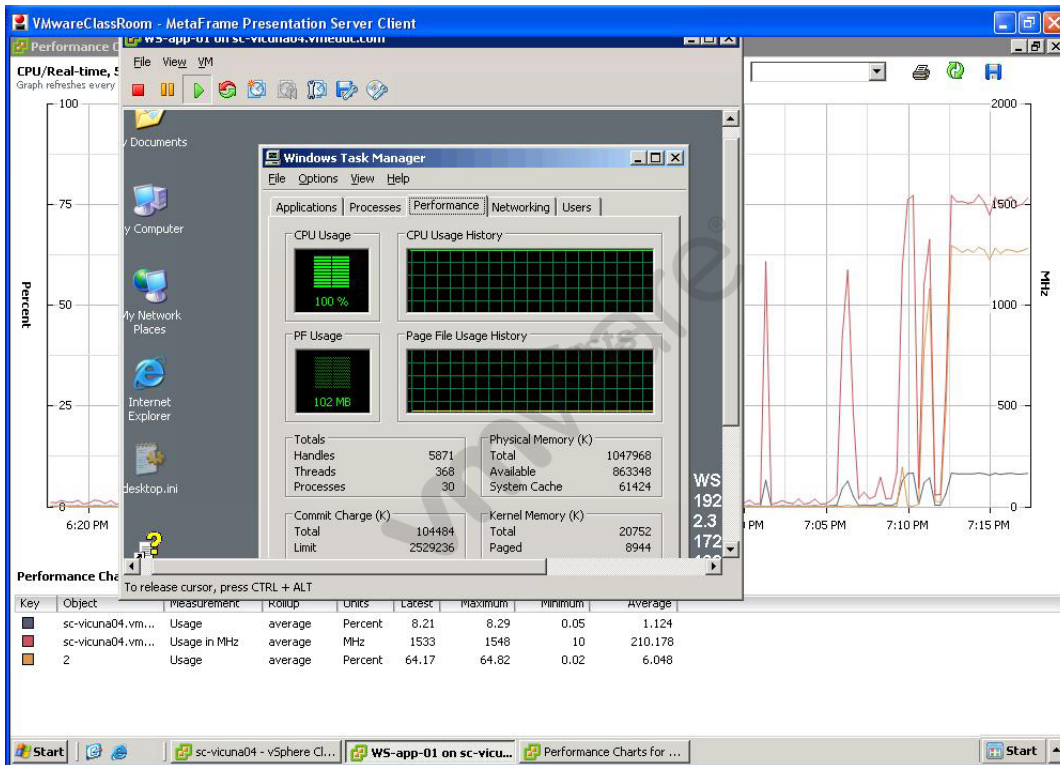 VMwareClassRoom - MetaFrame Presentation Server Client
Performance C
WS-app-01 on sc-vicuna04.vmeduc.com
CPU/Real-time, S
Graph refreshes every
File View VM
100
75
50
25
0
Percent
6:20 PM
y Documents
y Computer
My Network
Places
Internet
Explorer
desktop.ini
Windows Task Manager
File Options View Help
Applications Processes Performance Networking Users
CPU Usage
CPU Usage History
100 %
PF Usage
Page File Usage History
102 MB
Totals
Handles 5871
Threads 368
Processes 30
Physical Memory (K)
Total 1047968
Available 863348
System Cache 61424
Commit Charge (K)
Total 104484
Limit 2529236
Kernel Memory (K)
Total 20752
Paged 8944
WS
192
2.3
172
vmware®
To release cursor, press CTRL + ALT
2000
1500
1000
500
0
MHz
PM
7:05 PM
7:10 PM
7:15 PM
Performance Cha
Key Object Measurement Rollup Units Latest Maximum Minimum Average
sc-vicuna04.vm... Usage average Percent 8.21 8.29 0.05 1.124
sc-vicuna04.vm... Usage in MHz average MHz 1533 1548 10 210.178
2 Usage average Percent 64.17 64.82 0.02 6.048
Start
sc-vicuna04 - vSphere Cl...
WS-app-01 on sc-vicu...
Performance Charts for ...
Start